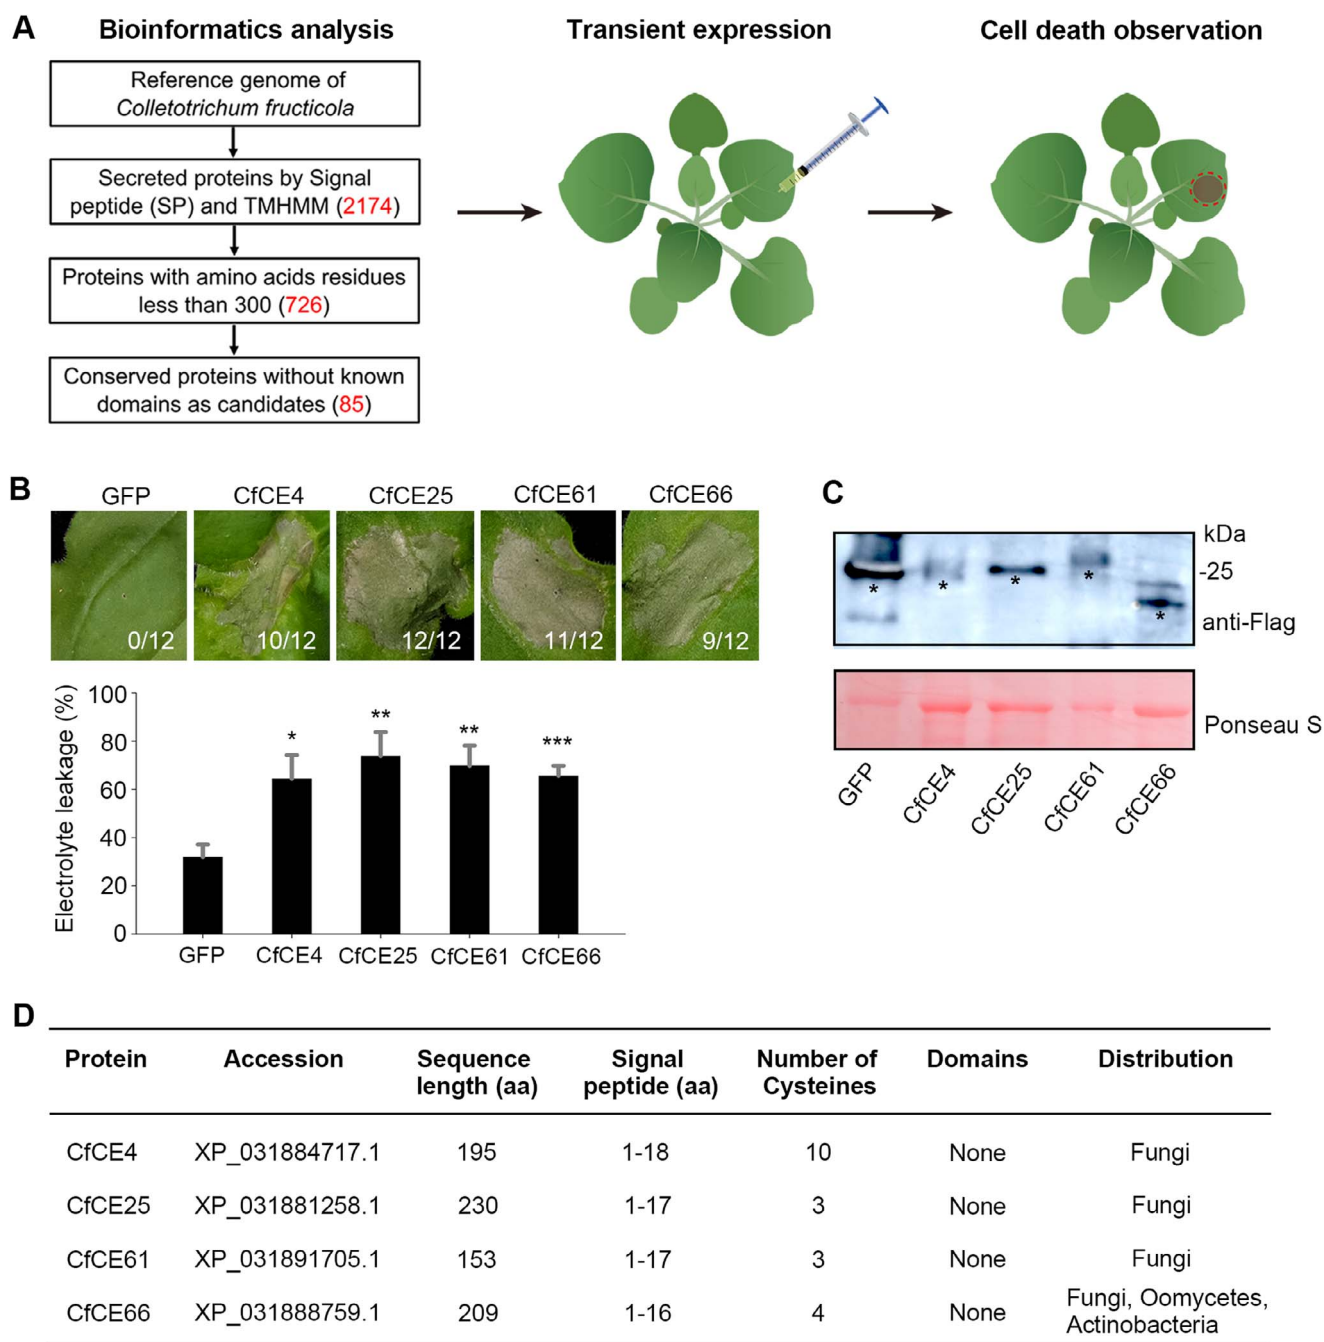 A
Bioinformatics analysis
Transient expression
Cell death observation
Reference genome of
Colletotrichum fructicola
Secreted proteins by Signal
peptide (SP) and TMHMM (2174)
Proteins with amino acids residues
less than 300 (726)
Conserved proteins without known
domains as candidates (85)
B
GFP CfCE4 CfCE25 CfCE61 CfCE66
0/12 10/12 12/12 11/12 9/12
Electrolyte leakage (%)
100
80
60
40
20
0
* ** ** ***
GFP CfCE4 CfCE25 CfCE61 CfCE66
C
kDa
-25
* * * * *
anti-Flag
Ponseau S
GFP CfCE4 CfCE25 CfCE61 CfCE66
D
Protein Accession Sequence length (aa) Signal peptide (aa) Number of Cysteines Domains Distribution
CfCE4 XP_031884717.1 195 1-18 10 None Fungi
CfCE25 XP_031881258.1 230 1-17 3 None Fungi
CfCE61 XP_031891705.1 153 1-17 3 None Fungi
CfCE66 XP_031888759.1 209 1-16 4 None Fungi, Oomycetes,
Actinobacteria